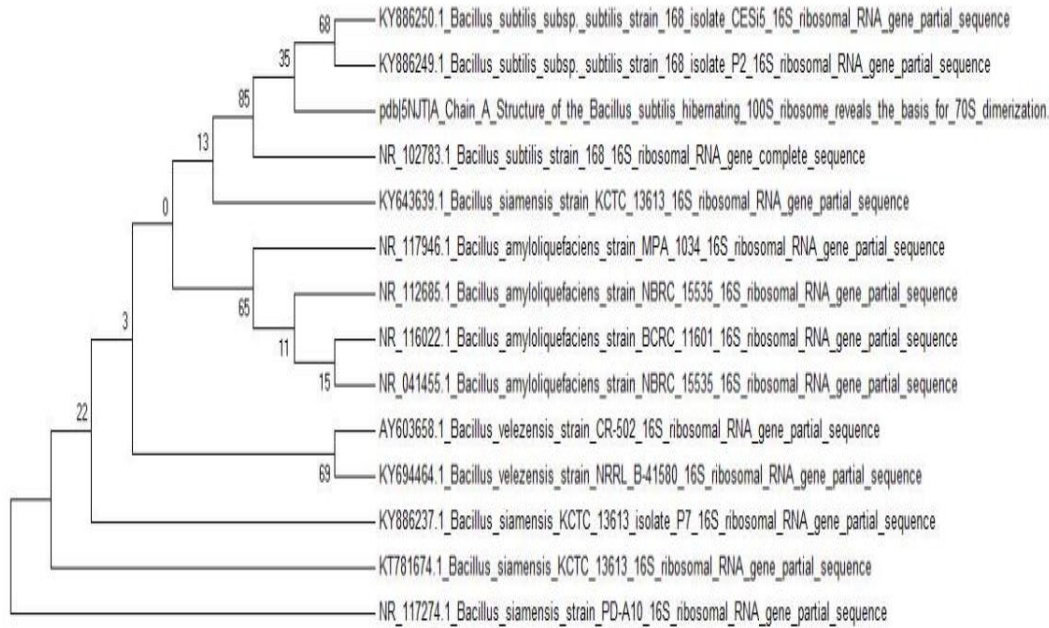 68
KY886250.1_Bacillus_subtilis_subsp._subtilis_strain_168_isolate_CESi5_16S_ribosomal_RNA_gene_partial_sequence
35
KY886249.1_Bacillus_subtilis_subsp._subtilis_strain_168_isolate_P2_16S_ribosomal_RNA_gene_partial_sequence
85
pdb|5NJT|A_Chain_A_Structure_of_the_Bacillus_subtilis_hibernating_100S_ribosome_reveals_the_basis_for_70S_dimerization.
13
NR_102783.1_Bacillus_subtilis_strain_168_16S_ribosomal_RNA_gene_complete_sequence
0
KY643639.1_Bacillus_siamensis_strain_KCTC_13613_16S_ribosomal_RNA_gene_partial_sequence
NR_117946.1_Bacillus_amyloliquefaciens_strain_MPA_1034_16S_ribosomal_RNA_gene_partial_sequence
65
NR_112685.1_Bacillus_amyloliquefaciens_strain_NBRC_15535_16S_ribosomal_RNA_gene_partial_sequence
3
11
NR_116022.1_Bacillus_amyloliquefaciens_strain_BCRC_11601_16S_ribosomal_RNA_gene_partial_sequence
15
NR_041455.1_Bacillus_amyloliquefaciens_strain_NBRC_15535_16S_ribosomal_RNA_gene_partial_sequence
22
AY603658.1_Bacillus_velezensis_strain_CR-502_16S_ribosomal_RNA_gene_partial_sequence
69
KY694464.1_Bacillus_velezensis_strain_NRRL_B-41580_16S_ribosomal_RNA_gene_partial_sequence
KY886237.1_Bacillus_siamensis_KCTC_13613_isolate_P7_16S_ribosomal_RNA_gene_partial_sequence
KT781674.1_Bacillus_siamensis_KCTC_13613_16S_ribosomal_RNA_gene_partial_sequence
NR_117274.1_Bacillus_siamensis_strain_PD-A10_16S_ribosomal_RNA_gene_partial_sequence